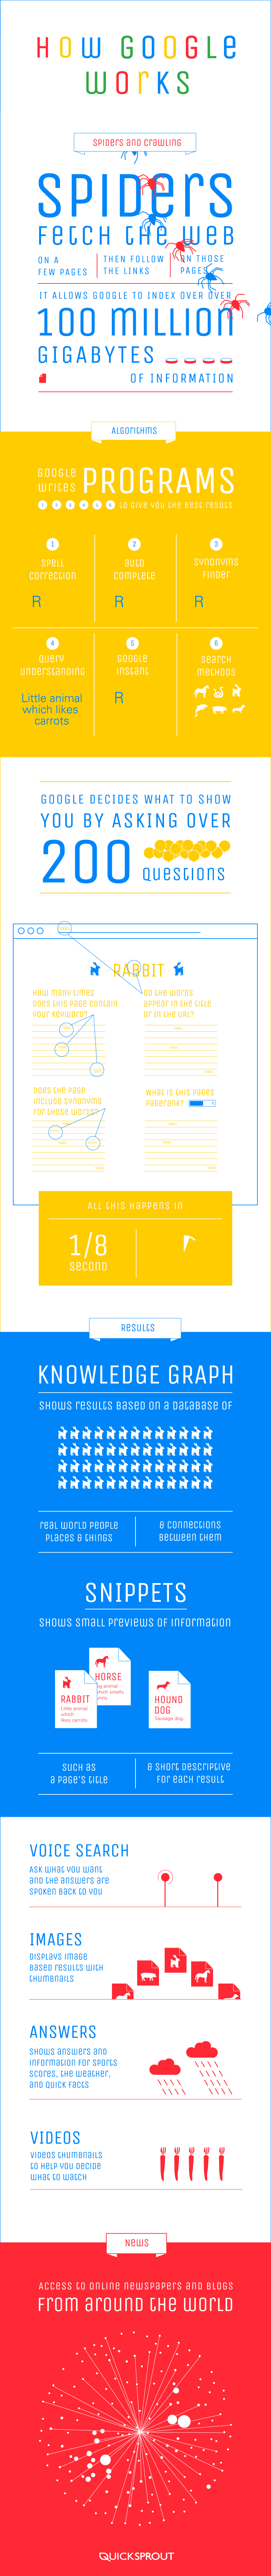 HOW GOOGLE
WORKS
SPIDERS AND CRAWLING
SPIDERS
FETCH THE WEB
ON A
FEW PAGES
THEN FOLLOW
THE LINKS
ON THOSE
PAGES
IT ALLOWS GOOGLE TO INDEX OVER OVER
100 MILLION
GIGABYTES
OF INFORMATION
ALGORITHMS
GOOGLE
WRITES
PROGRAMS
1 2 3 4 5 6 TO GIVE YOU THE BEST RESULTS
1
SPELL
CORRECTION
R
2
AUTO
COMPLETE
R
3
SYNONYMS
FINDER
R
4
QUERY
UNDERSTANDING
Little animal
which likes
carrots
5
GOOGLE
INSTANT
R
6
SEARCH
METHODS
GOOGLE DECIDES WHAT TO SHOW
YOU BY ASKING OVER
200
QUESTIONS
RABBIT
HOW MANY TIMES
DOES THIS PAGE CONTAIN
YOUR KEYWORD?
DO THE WORDS
APPEAR IN THE TITLE
OR IN THE URL?
DOES THE PAGE
INCLUDE SYNONYMS
FOR THOSE WORDS?
WHAT IS THIS PAGES
PAGERANK?
ALL THIS HAPPENS IN
1/8
SECOND
RESULTS
KNOWLEDGE GRAPH
SHOWS RESULTS BASED ON A DATABASE OF
REAL WORLD PEOPLE
PLACES & THINGS
& CONNECTIONS
BETWEEN THEM
SNIPPETS
SHOWS SMALL PREVIEWS OF INFORMATION
HORSE
RABBIT
Little animal
which
likes carrots
HOUND
DOG
Sausage dog
SUCH AS
A PAGE'S TITLE
& SHORT DESCRIPTIVE
FOR EACH RESULT
VOICE SEARCH
ASK WHAT YOU WANT
AND THE ANSWERS ARE
SPOKEN BACK TO YOU
IMAGES
DISPLAYS IMAGE
BASED RESULTS WITH
THUMBNAILS
ANSWERS
SHOWS ANSWERS AND
INFORMATION FOR SPORTS
SCORES, THE WEATHER,
AND QUICK FACTS
VIDEOS
VIDEOS THUMBNAILS
TO HELP YOU DECIDE
WHAT TO WATCH
NEWS
ACCESS TO ONLINE NEWSPAPERS AND BLOGS
FROM AROUND THE WORLD
QUICKSPROUT